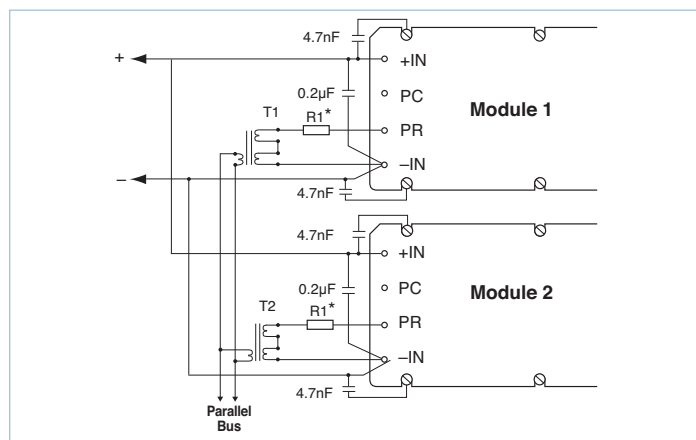 4.7nF
+
+IN
0.2µF
PC
Module 1
T1
R1*
PR
–IN
–
4.7nF
4.7nF
+IN
0.2µF
PC
Module 2
T2
R1*
PR
–IN
4.7nF
Parallel
Bus